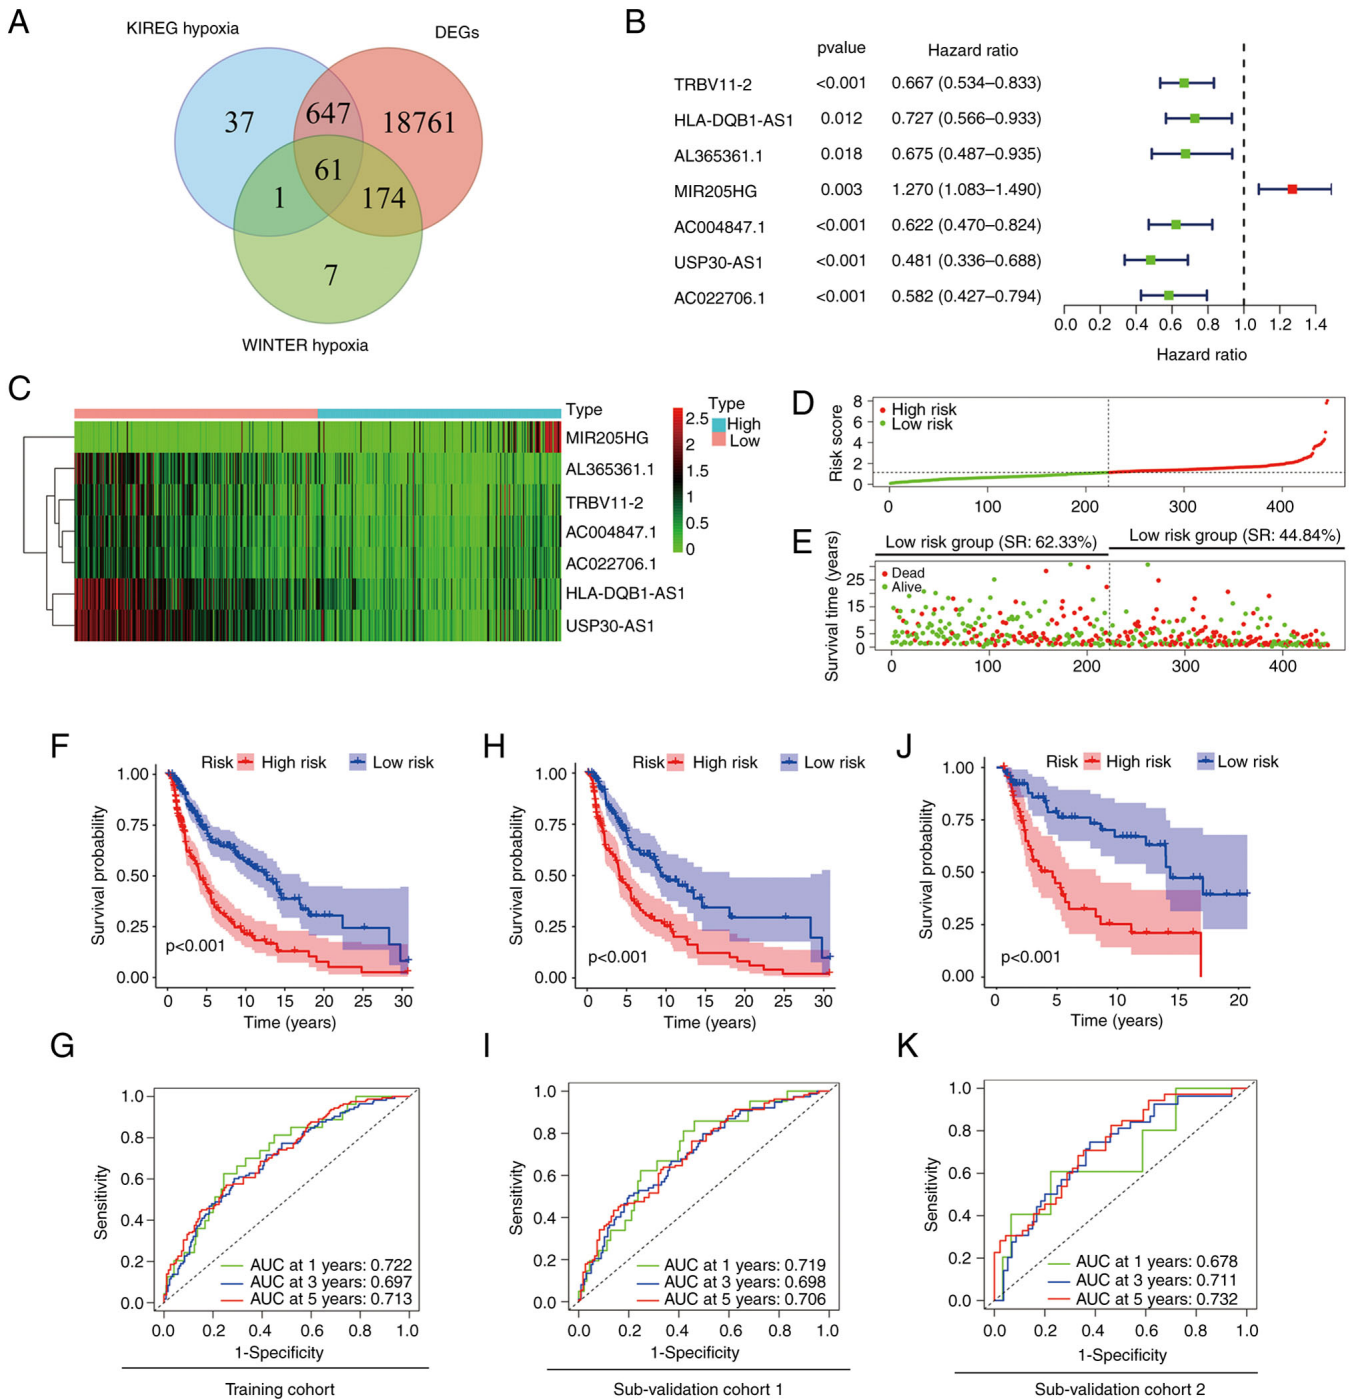 A
KIREG hypoxia
DEGs
37
647
18761
61
1
174
7
WINTER hypoxia
B
pvalue Hazard ratio
TRBV11-2 <0.001 0.667 (0.534–0.833)
HLA-DQB1-AS1 0.012 0.727 (0.566–0.933)
AL365361.1 0.018 0.675 (0.487–0.935)
MIR205HG 0.003 1.270 (1.083–1.490)
AC004847.1 <0.001 0.622 (0.470–0.824)
USP30-AS1 <0.001 0.481 (0.336–0.688)
AC022706.1 <0.001 0.582 (0.427–0.794)
0.0 0.2 0.4 0.6 0.8 1.0 1.2 1.4
Hazard ratio
C
Type
MIR205HG
AL365361.1
TRBV11-2
AC004847.1
AC022706.1
HLA-DQB1-AS1
USP30-AS1
2.5
2
1.5
1
0.5
0
Type
High
Low
D
Risk score
8
6
4
2
0
High risk
Low risk
0 100 200 300 400
E
Low risk group (SR: 62.33%)
Low risk group (SR: 44.84%)
Survival time (years)
25
15
5
0
Dead
Alive
0 100 200 300 400
F
Risk High risk Low risk
Survival probability
1.00
0.75
0.50
0.25
0.00
p<0.001
0 5 10 15 20 25 30
Time (years)
H
Risk High risk Low risk
Survival probability
1.00
0.75
0.50
0.25
0.00
p<0.001
0 5 10 15 20 25 30
Time (years)
J
Risk High risk Low risk
Survival probability
1.00
0.75
0.50
0.25
0.00
p<0.001
0 5 10 15 20
Time (years)
G
Sensitivity
1.0
0.8
0.6
0.4
0.2
0.0
AUC at 1 years: 0.722
AUC at 3 years: 0.697
AUC at 5 years: 0.713
0.0 0.2 0.4 0.6 0.8 1.0
1-Specificity
Training cohort
I
Sensitivity
1.0
0.8
0.6
0.4
0.2
0.0
AUC at 1 years: 0.719
AUC at 3 years: 0.698
AUC at 5 years: 0.706
0.0 0.2 0.4 0.6 0.8 1.0
1-Specificity
Sub-validation cohort 1
K
Sensitivity
1.0
0.8
0.6
0.4
0.2
0.0
AUC at 1 years: 0.678
AUC at 3 years: 0.711
AUC at 5 years: 0.732
0.0 0.2 0.4 0.6 0.8 1.0
1-Specificity
Sub-validation cohort 2